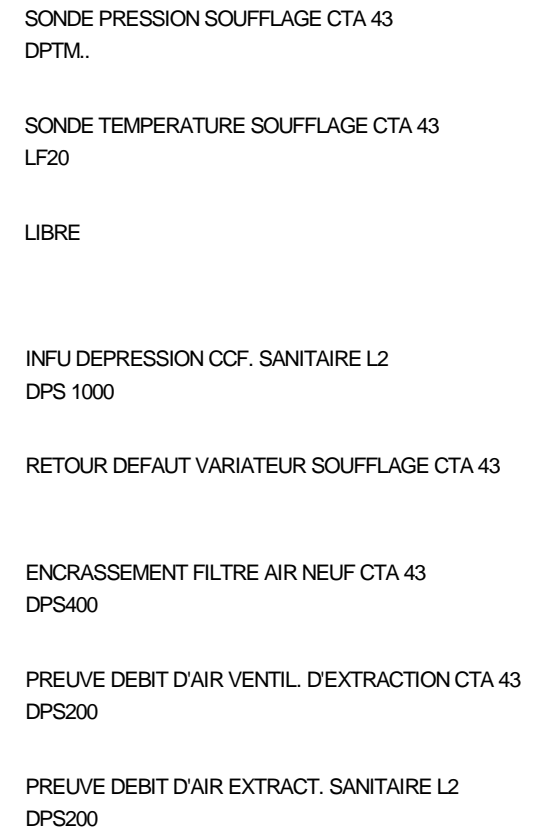 SONDE PRESSION SOUFFLAGE CTA 43
DPTM..
SONDE TEMPERATURE SOUFFLAGE CTA 43
LF20
LIBRE
INFU DEPRESSION CCF. SANITAIRE L2
DPS 1000
RETOUR DEFAUT VARIATEUR SOUFFLAGE CTA 43
ENCRASSEMENT FILTRE AIR NEUF CTA 43
DPS400
PREUVE DEBIT D'AIR VENTIL. D'EXTRACTION CTA 43
DPS200
PREUVE DEBIT D'AIR EXTRACT. SANITAIRE L2
DPS200